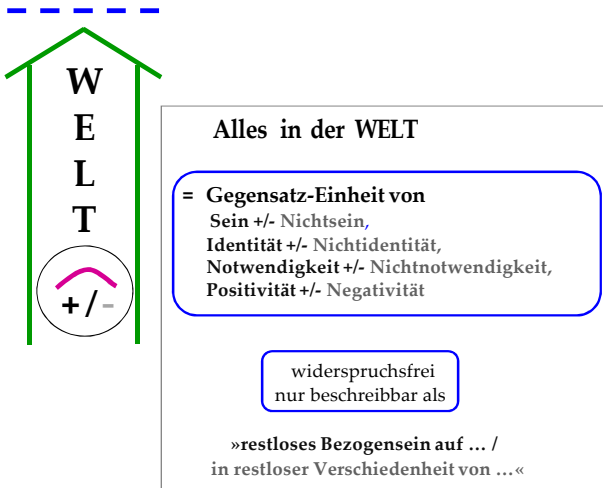 W
E
L
T
+/-
Alles in der WELT
= Gegensatz-Einheit von
Sein +/- Nichtsein,
Identität +/- Nichtidentität,
Notwendigkeit +/- Nichtnotwendigkeit,
Positivität +/- Negativität
widerspruchsfrei
nur beschreibbar als
»restloses Bezogensein auf … /
in restloser Verschiedenheit von …«